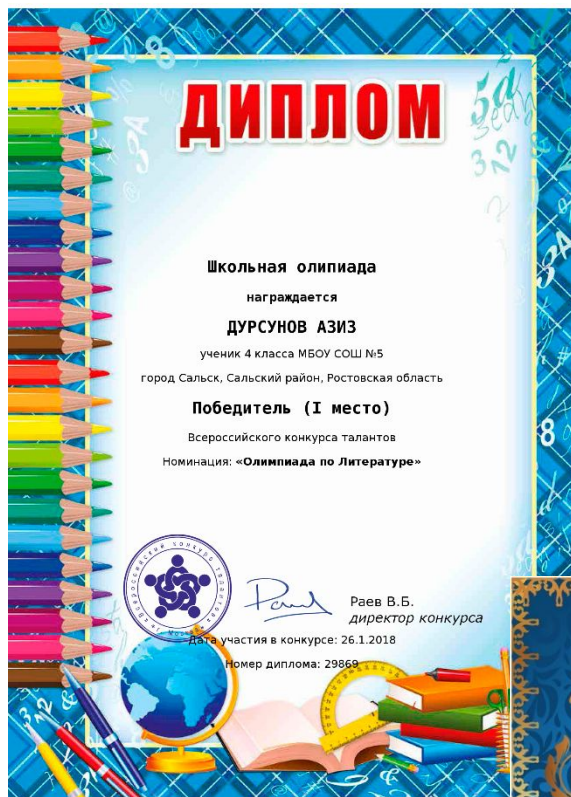 ДИПЛОМ
Школьная олипиада
награждается
ДУРСУНОВ АЗИЗ
ученик 4 класса МБОУ СОШ №5
город Сальск, Сальский район, Ростовская область
Победитель (I место)
Всероссийского конкурса талантов
Номинация: «Олимпиада по Литературе»
Раев В.Б.
директор конкурса
Дата участия в конкурсе: 26.1.2018
Номер диплома: 29869